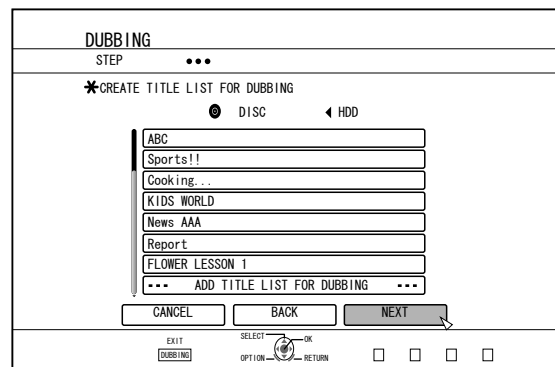 DUBBING
STEP
CREATE TITLE LIST FOR DUBBING
DISC HDD
ABC
Sports!!
Cooking...
KIDS WORLD
News AAA
Report
FLOWER LESSON 1
--- ADD TITLE LIST FOR DUBBING ---
CANCEL BACK NEXT
EXIT
DUBBING
SELECT OK
OPTION RETURN